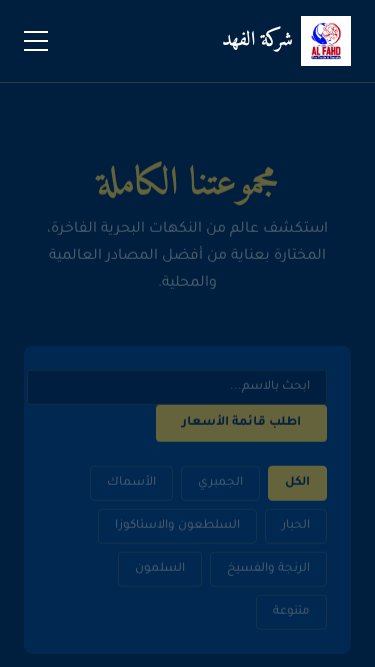 شركة الفهد
AL FAHD
مجموعتنا الكاملة
استكشف عالم من النكهات البحرية الفاخرة،
المختارة بعناية من أفضل المصادر العالمية
والمحلية.
ابحث بالاسم...
اطلب قائمة الأسعار
الكل
الجمبري
الأسماك
الحبار
السلطعون والاستاكوزا
الرنجة والفسيخ
السلمون
متنوعة